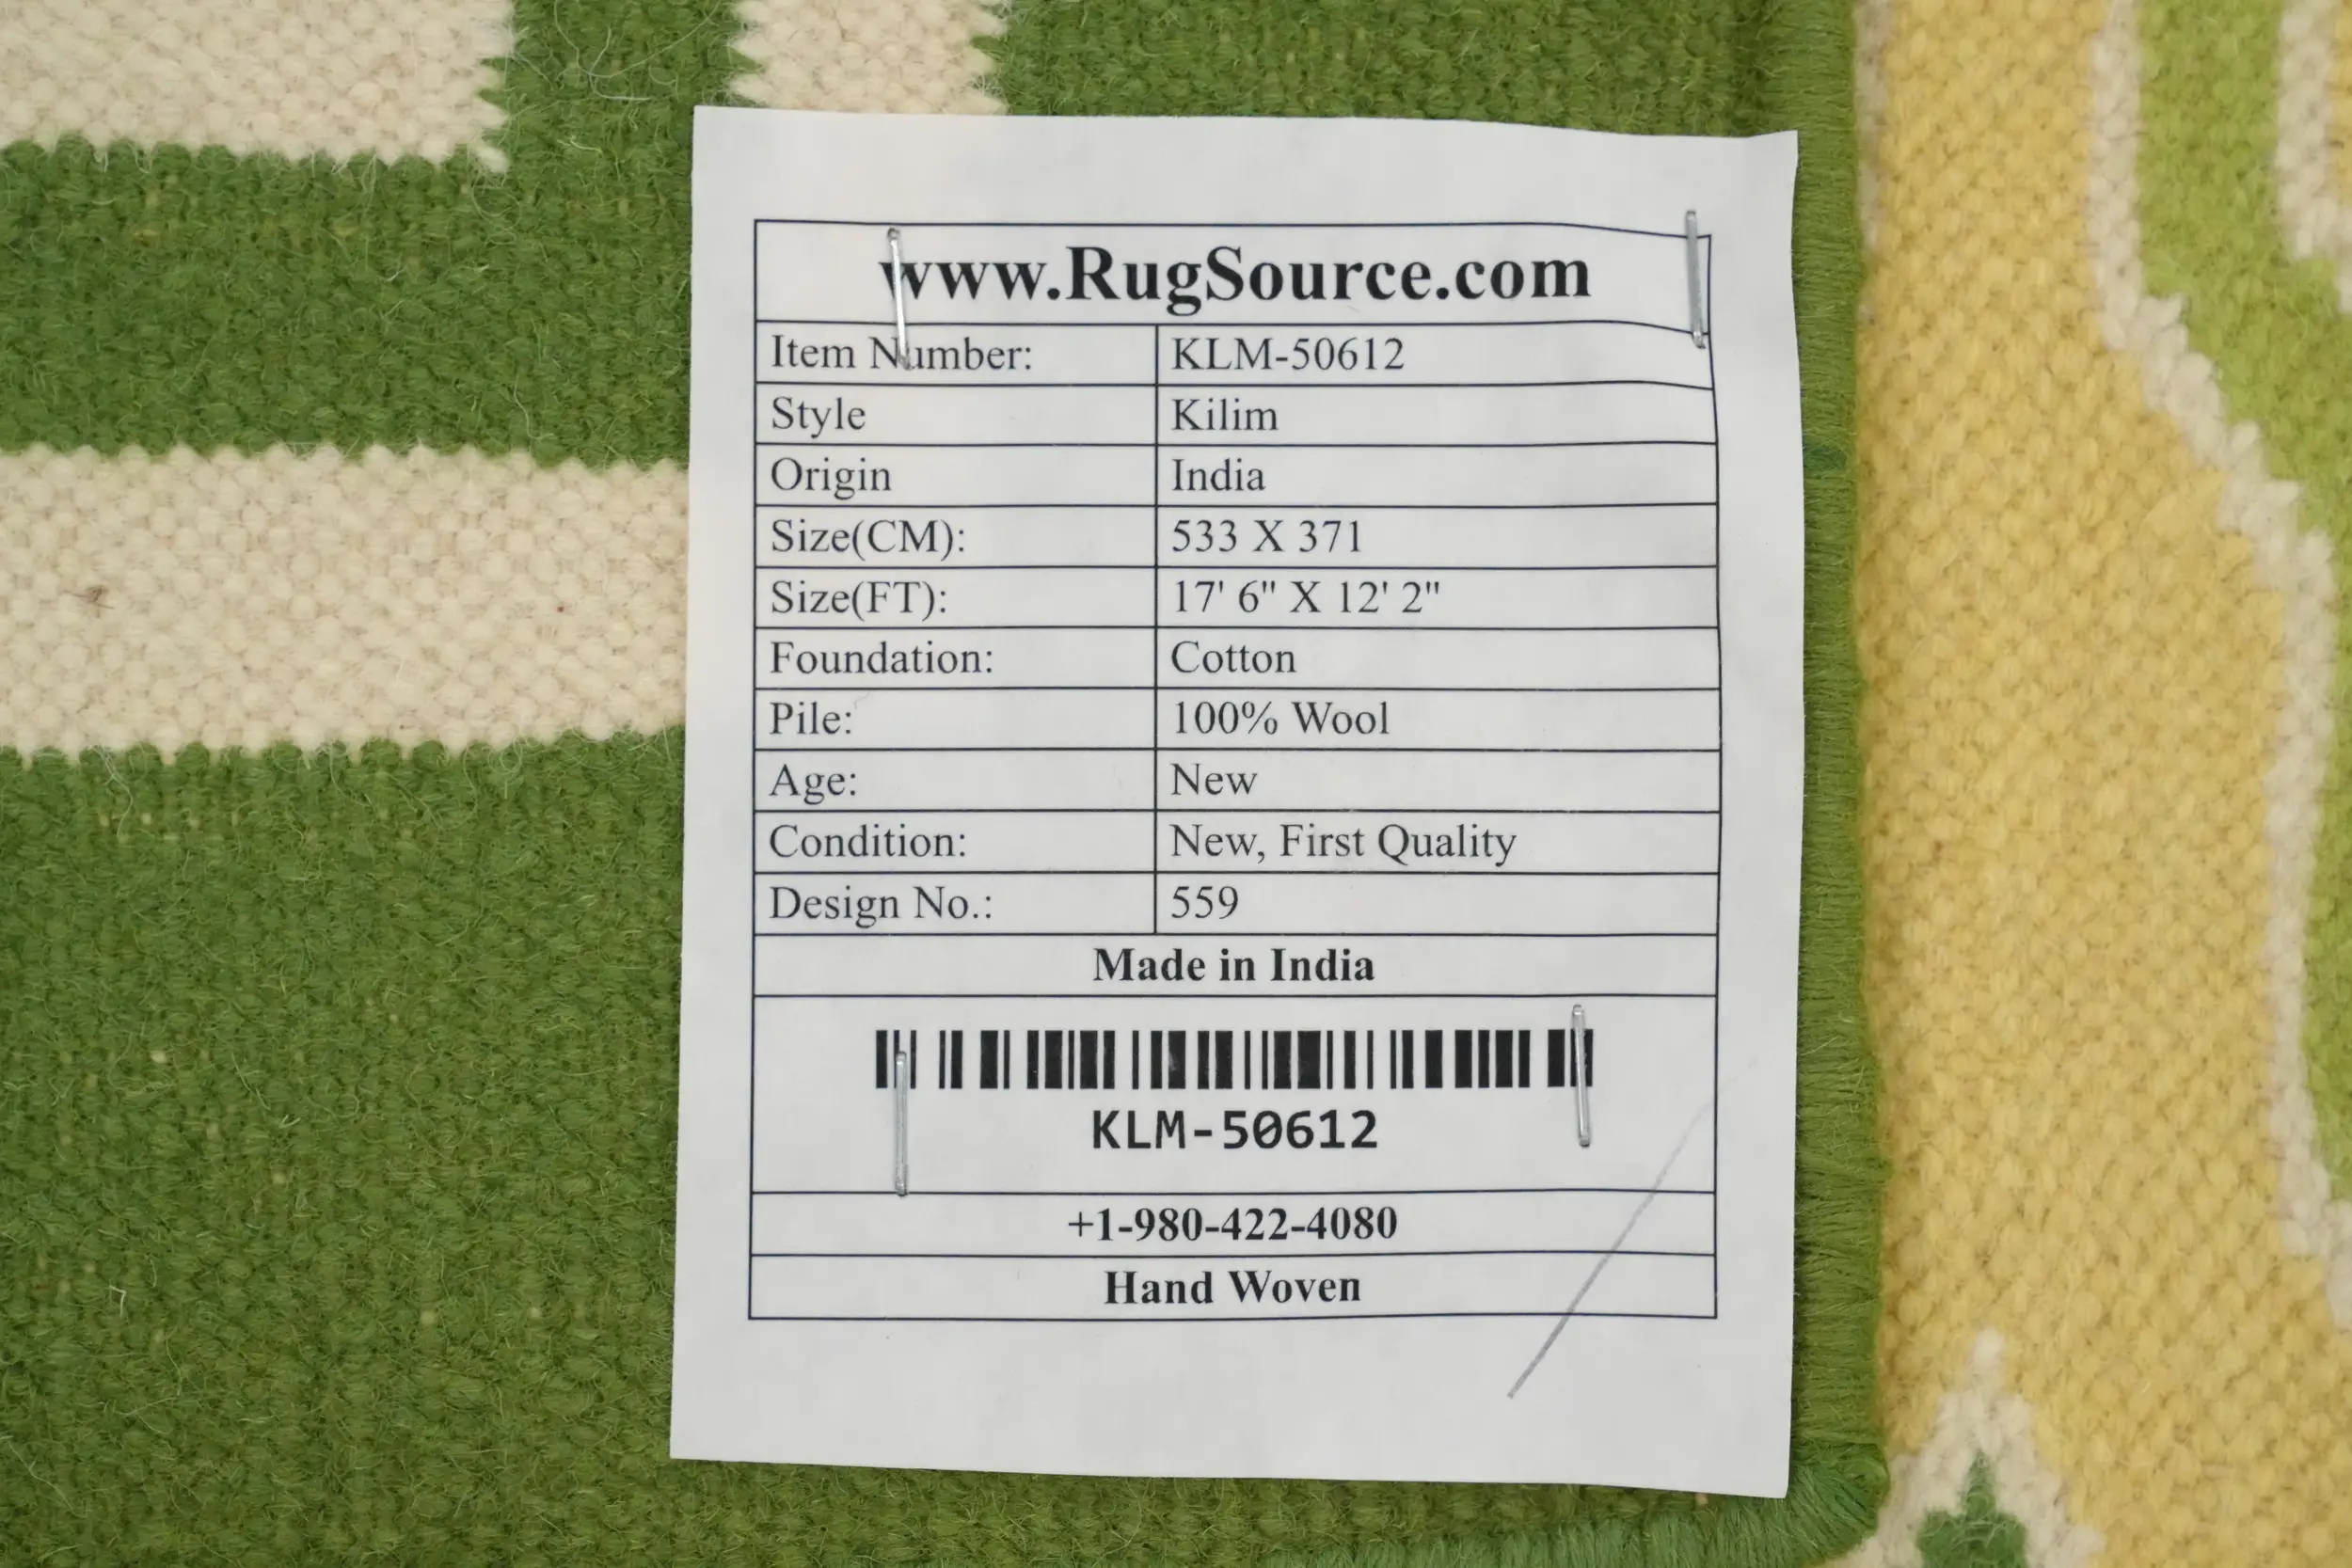 www.RugSource.com
Item Number: KLM-50612
Style Kilim
Origin India
Size(CM): 533 X 371
Size(FT): 17' 6" X 12' 2"
Foundation: Cotton
Pile: 100% Wool
Age: New
Condition: New, First Quality
Design No.: 559
Made in India
KLM-50612
+1-980-422-4080
Hand Woven